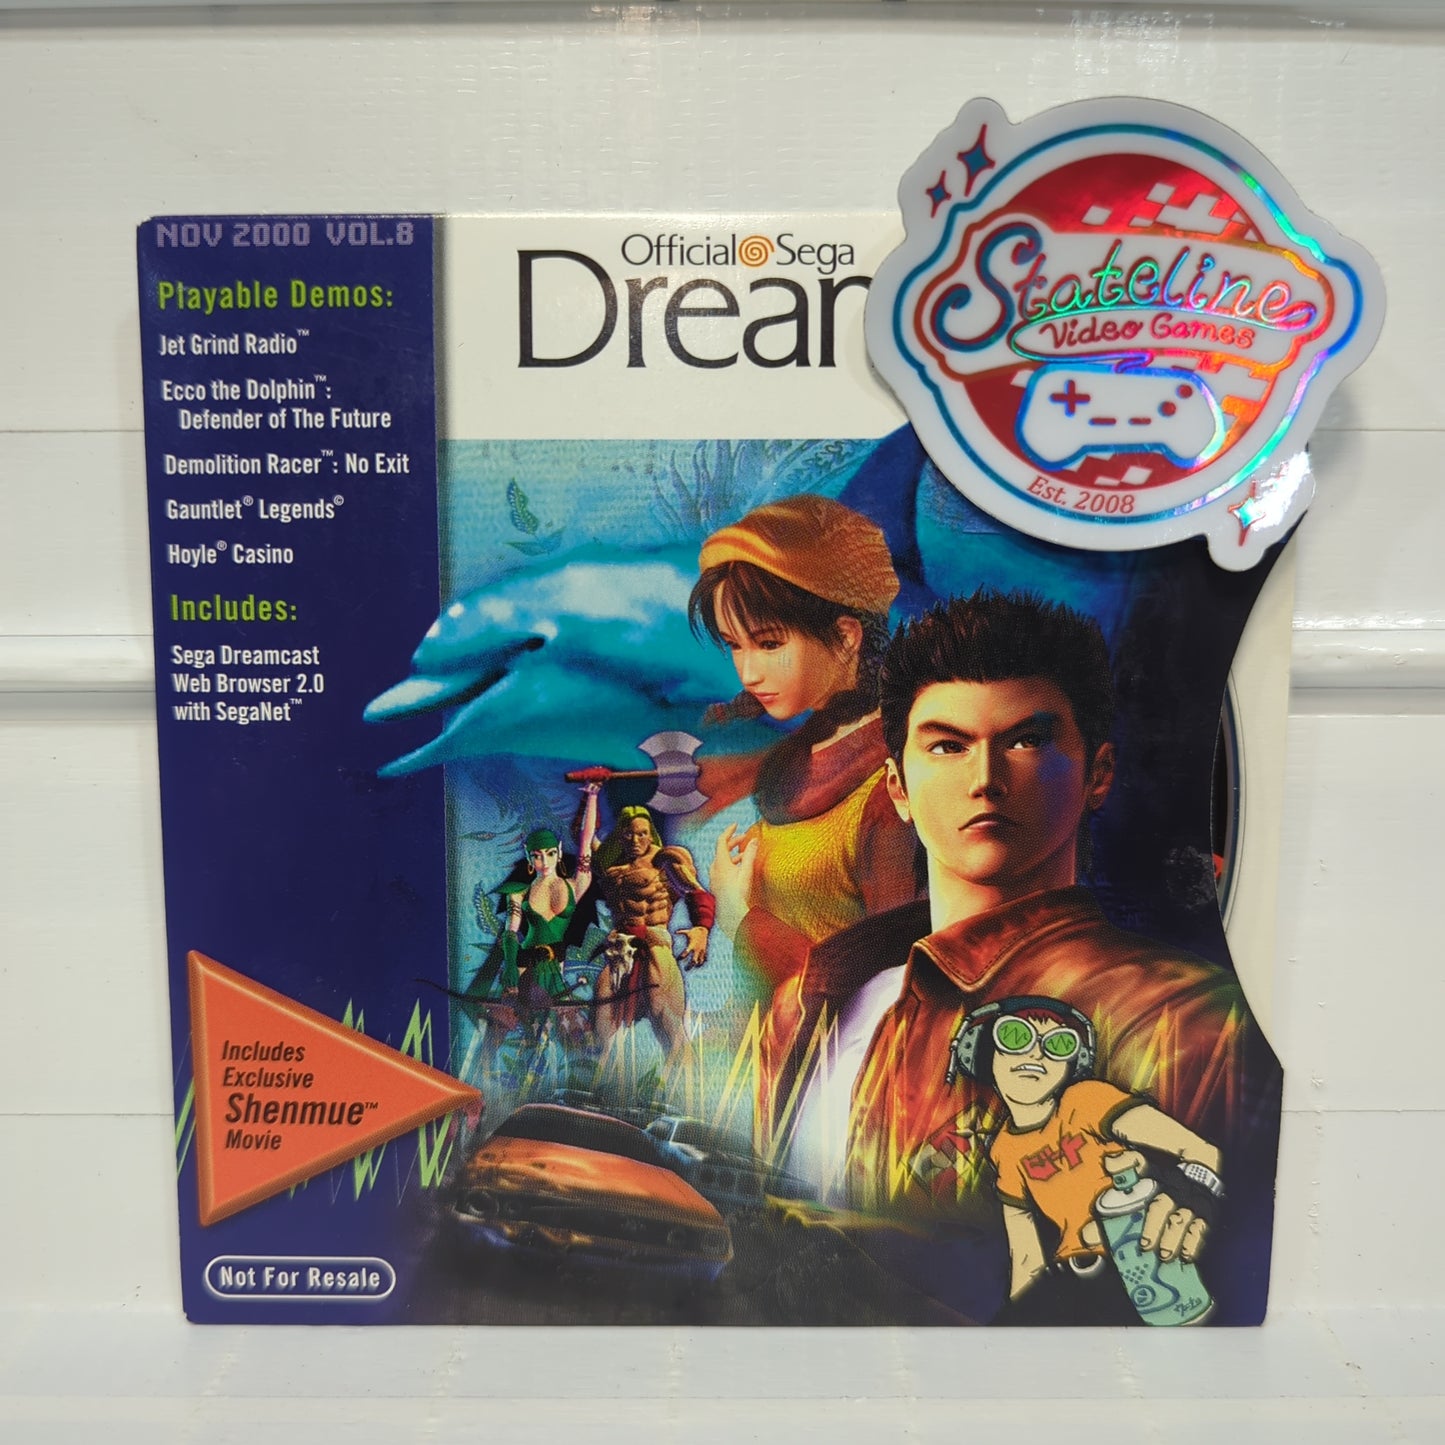 NOV 2000 VOL.8
Playable Demos:
Jet Grind Radio™
Ecco the Dolphin™:
Defender of The Future
Demolition Racer™: No Exit
Gauntlet® Legends©
Hoyle® Casino
Includes:
Sega Dreamcast
Web Browser 2.0
with SegaNet™
Includes
Exclusive
Shenmue™
Movie
Not For Resale
Official Sega
Stateline
Video Games
Est. 2008